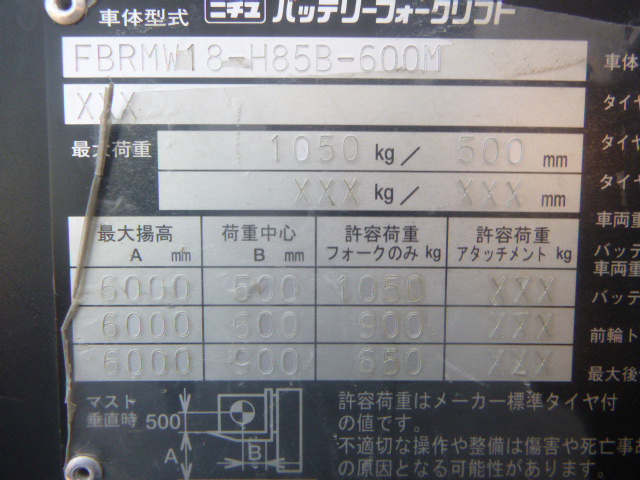 車体型式 ニチユ バッテリーフォークリフト
FBRMW18-H85B-600M 車体
XXX タイヤ
最大荷重 1050 kg / 500 mm タイヤ
XXX kg / XXX mm タイヤ
最大揚高 A mm 荷重中心 B mm 許容荷重 フォークのみ kg 許容荷重 アタッチメント kg 車両重 バッテ 車両重
6000 500 1050 XXX バッテ
6000 600 900 XXX 前輪ト
6000 900 650 XXX 最大後
マスト垂直時 500 A B
許容荷重はメーカー標準タイヤ付
の値です。
不適切な操作や整備は傷害や死亡事故
の原因となる可能性があります。